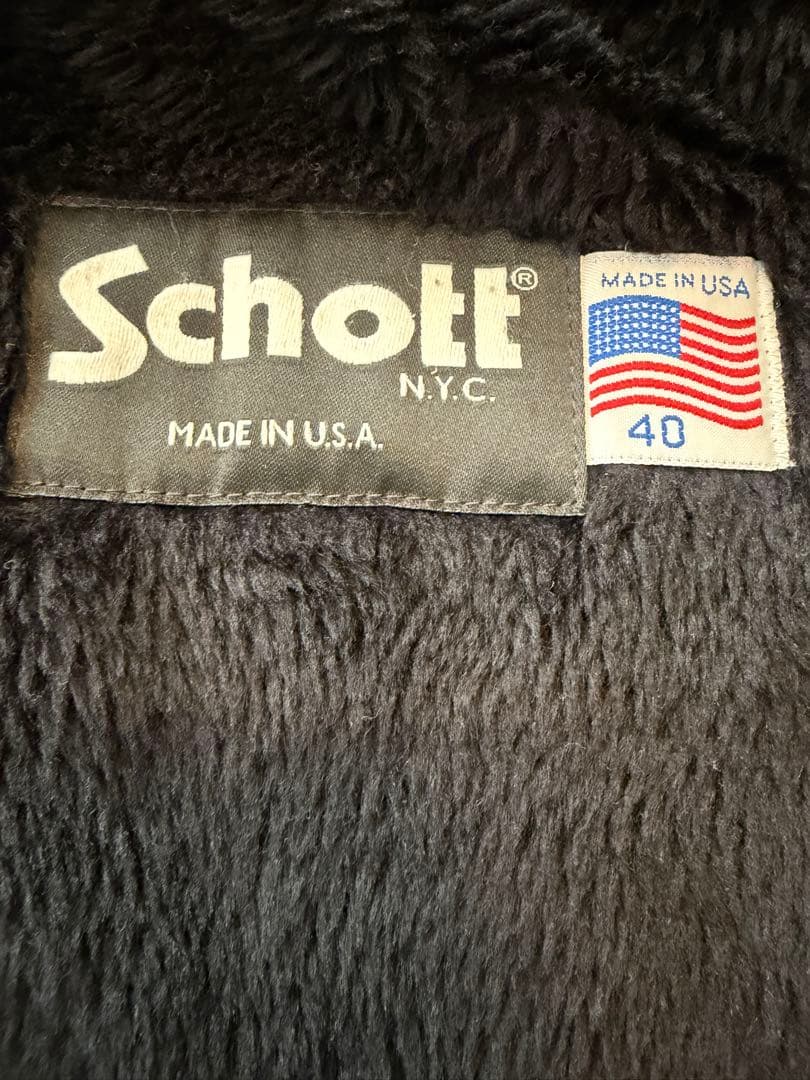 Schott®
N.Y.C.
MADE IN U.S.A.
MADE IN USA
40